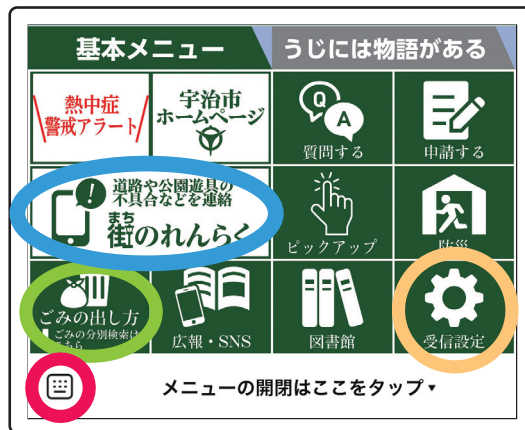 基本メニュー
うじには物語がある
熱中症
警戒アラート
宇治市
ホームページ
Q
A
質問する
申請する
道路や公園遊具の
不具合などを連絡
まち
街のれんらく
ピックアップ
防災
ごみの出し方
ごみの分別検索は
こちら
広報・SNS
図書館
受信設定
メニューの開閉はここをタップ▼